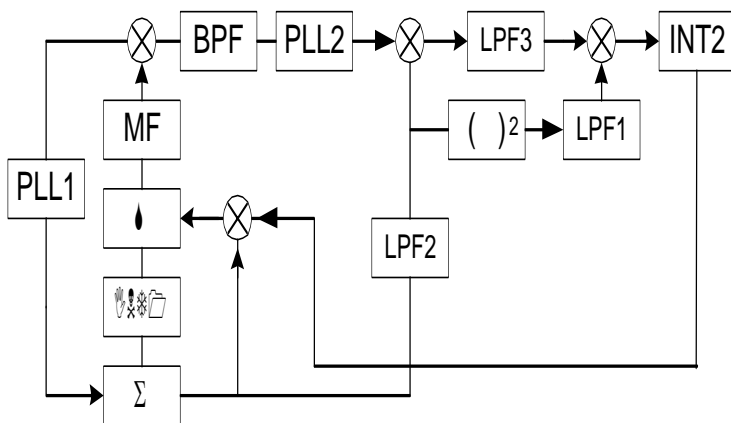 BPF
PLL2
LPF3
INT2
MF
( )²
LPF1
PLL1
LPF2
Σ